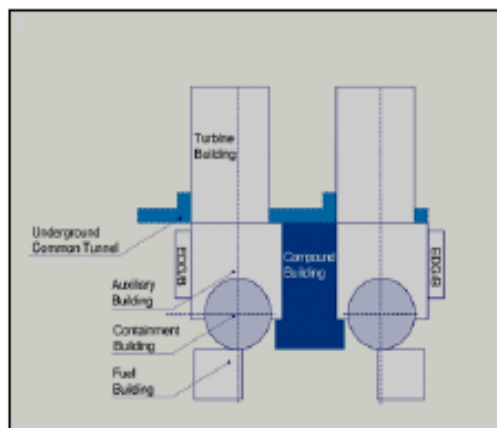 Turbine
Building
Underground
Common Tunnel
EDG/B
Compound
Building
EDG/B
Auxiliary
Building
Containment
Building
Fuel
Building